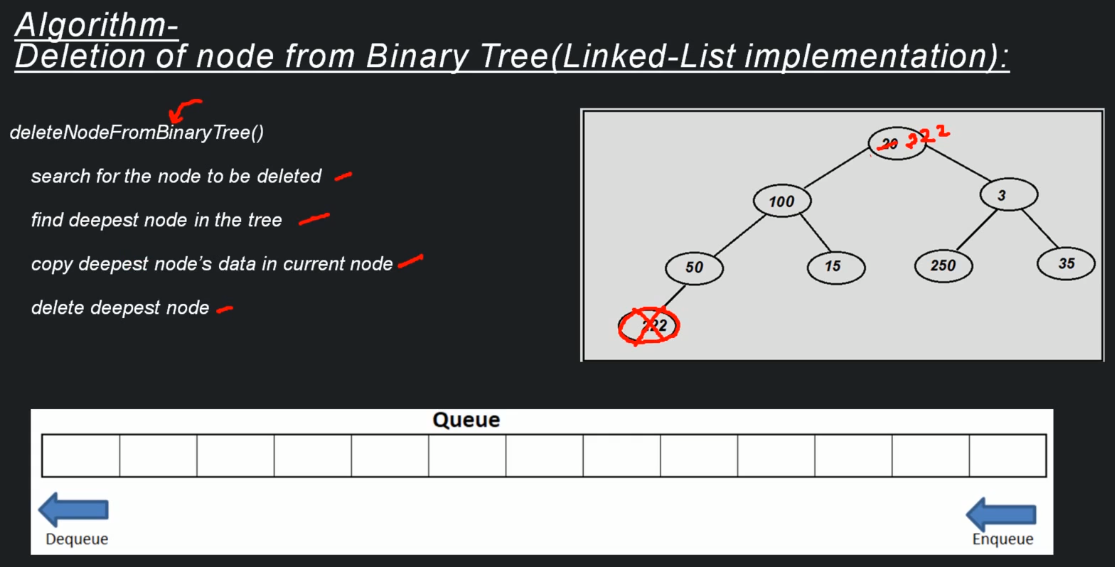 Algorithm-
Deletion of node from Binary Tree(Linked-List implementation):
deleteNodeFromBinaryTree()
search for the node to be deleted
find deepest node in the tree
copy deepest node's data in current node
delete deepest node
20 322
100
3
50
15
250
35
222
Queue
Dequeue
Enqueue